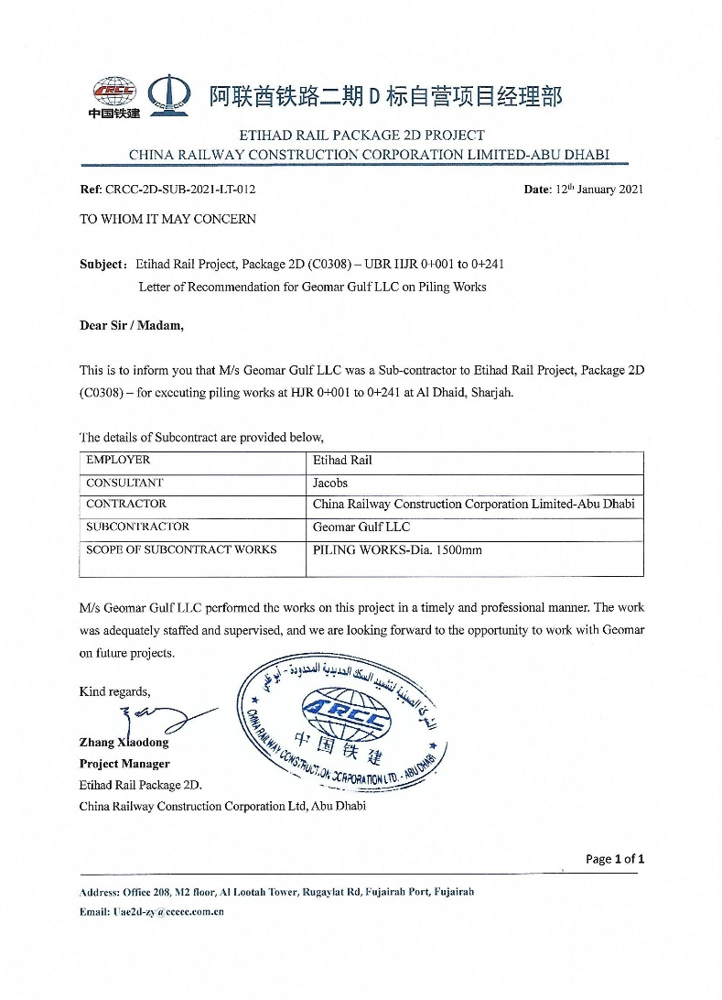 CRCC
中国铁建
CCECC
阿联酋铁路二期 D 标自营项目经理部
ETIHAD RAIL PACKAGE 2D PROJECT
CHINA RAILWAY CONSTRUCTION CORPORATION LIMITED-ABU DHABI
Ref: CRCC-2D-SUB-2021-LT-012 Date: 12th January 2021
TO WHOM IT MAY CONCERN
Subject: Etihad Rail Project, Package 2D (C0308) – UBR HJR 0+001 to 0+241
Letter of Recommendation for Geomar Gulf LLC on Piling Works
Dear Sir / Madam,
This is to inform you that M/s Geomar Gulf LLC was a Sub-contractor to Etihad Rail Project, Package 2D
(C0308) – for executing piling works at HJR 0+001 to 0+241 at Al Dhaid, Sharjah.
The details of Subcontract are provided below,
EMPLOYER Etihad Rail
CONSULTANT Jacobs
CONTRACTOR China Railway Construction Corporation Limited-Abu Dhabi
SUBCONTRACTOR Geomar Gulf LLC
SCOPE OF SUBCONTRACT WORKS PILING WORKS-Dia. 1500mm
M/s Geomar Gulf LLC performed the works on this project in a timely and professional manner. The work
was adequately staffed and supervised, and we are looking forward to the opportunity to work with Geomar
on future projects.
Kind regards,
الشركة الصينية لتشييد السكك الحديدية المحدودة - أبوظبي
CRCC
中国铁建
CHINA RAILWAY CONSTRUCTION CORPORATION LTD. - ABU DHABI
Zhang Xiaodong
Project Manager
Etihad Rail Package 2D.
China Railway Construction Corporation Ltd, Abu Dhabi
Page 1 of 1
Address: Office 208, M2 floor, Al Lootah Tower, Rugaylat Rd, Fujairah Port, Fujairah
Email: Uae2d-zy@ccecc.com.cn